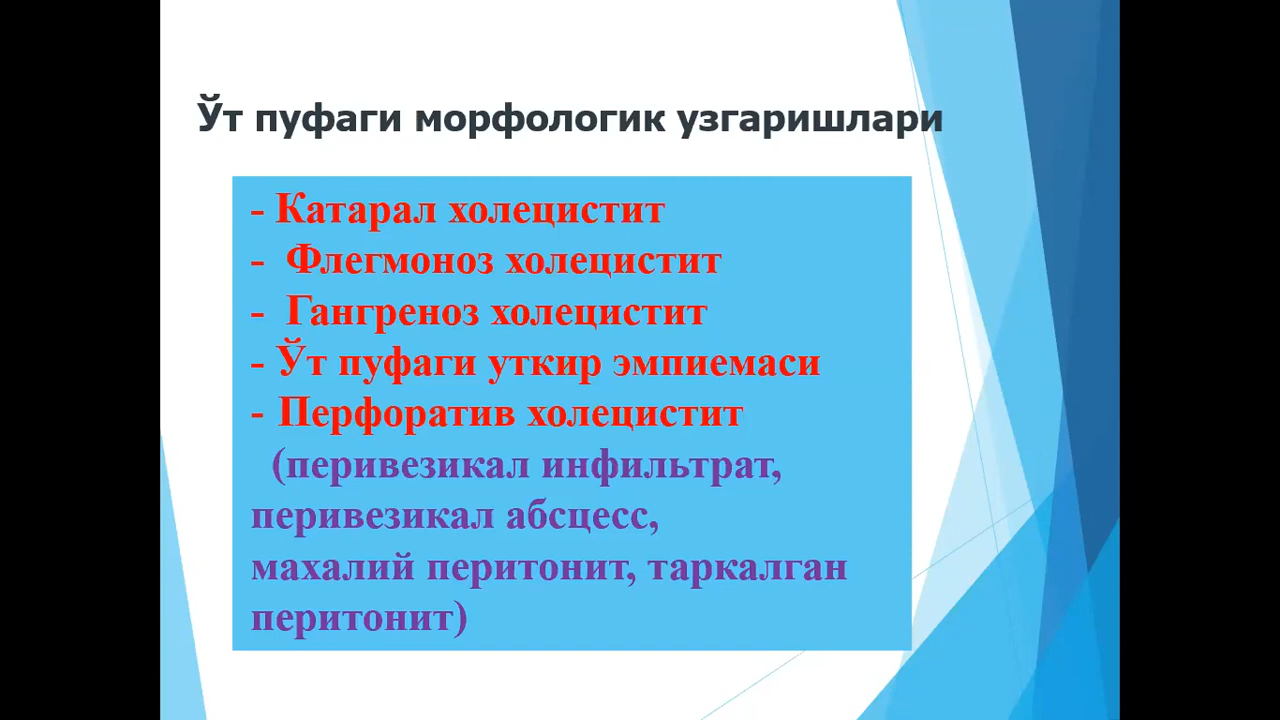 Ўт пуфаги морфологик узгаришлари
- Катарал холецистит
- Флегмоноз холецистит
- Гангреноз холецистит
- Ўт пуфаги уткир эмпиемаси
- Перфоратив холецистит
(перивезикал инфильтрат,
перивезикал абсцесс,
махалий перитонит, таркалган
перитонит)